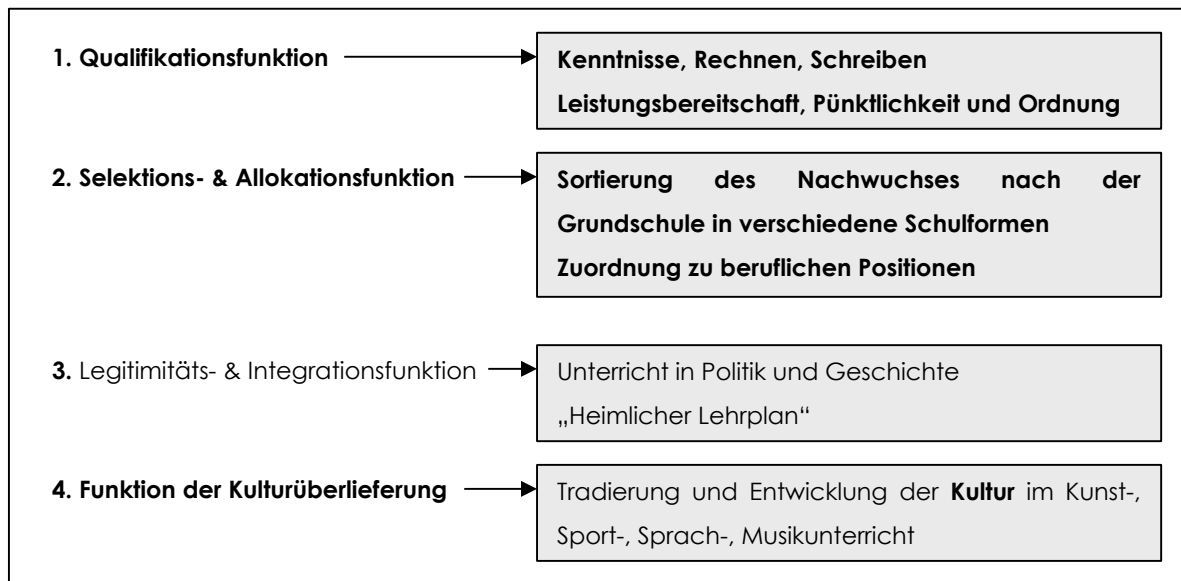 1. Qualifikationsfunktion
Kenntnisse, Rechnen, Schreiben
Leistungsbereitschaft, Pünktlichkeit und Ordnung
2. Selektions- & Allokationsfunktion
Sortierung des Nachwuchses nach der
Grundschule in verschiedene Schulformen
Zuordnung zu beruflichen Positionen
3. Legitimitäts- & Integrationsfunktion
Unterricht in Politik und Geschichte
„Heimlicher Lehrplan“
4. Funktion der Kulturüberlieferung
Tradierung und Entwicklung der Kultur im Kunst-,
Sport-, Sprach-, Musikunterricht